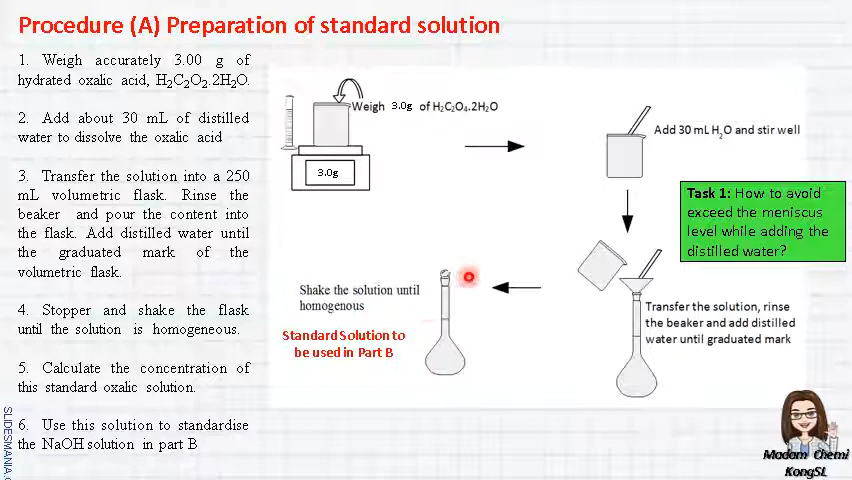 Procedure (A) Preparation of standard solution
1. Weigh accurately 3.00 g of
hydrated oxalic acid, H₂C₂O₂.2H₂O.
2. Add about 30 mL of distilled
water to dissolve the oxalic acid
3. Transfer the solution into a 250
mL volumetric flask. Rinse the
beaker and pour the content into
the flask. Add distilled water until
the graduated mark of the
volumetric flask.
4. Stopper and shake the flask
until the solution is homogeneous.
5. Calculate the concentration of
this standard oxalic solution.
6. Use this solution to standardise
the NaOH solution in part B
Weigh 3.0g of H₂C₂O₄.2H₂O
3.0g
Add 30 mL H₂O and stir well
Task 1: How to avoid
exceed the meniscus
level while adding the
distilled water?
Transfer the solution, rinse
the beaker and add distilled
water until graduated mark
Shake the solution until
homogenous
Standard Solution to
be used in Part B
Madam Chemi
KongSL
SLIDESMANIA.C